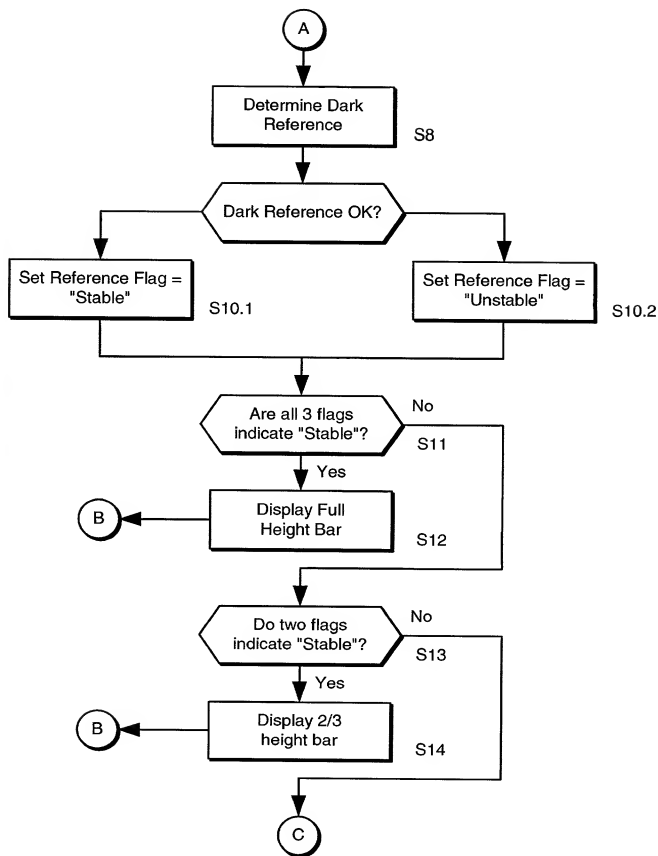 A
Determine Dark
Reference
S8
Dark Reference OK?
Set Reference Flag =
"Stable"
S10.1
Set Reference Flag =
"Unstable"
S10.2
Are all 3 flags
indicate "Stable"?
No
S11
Yes
Display Full
Height Bar
S12
B
Do two flags
indicate "Stable"?
No
S13
Yes
Display 2/3
height bar
S14
B
C